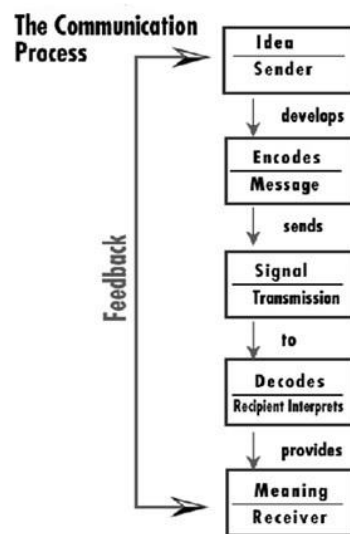 The Communication
Process
Idea
Sender
develops
Encodes
Message
sends
Signal
Transmission
to
Decodes
Recipient Interprets
provides
Meaning
Receiver
Feedback